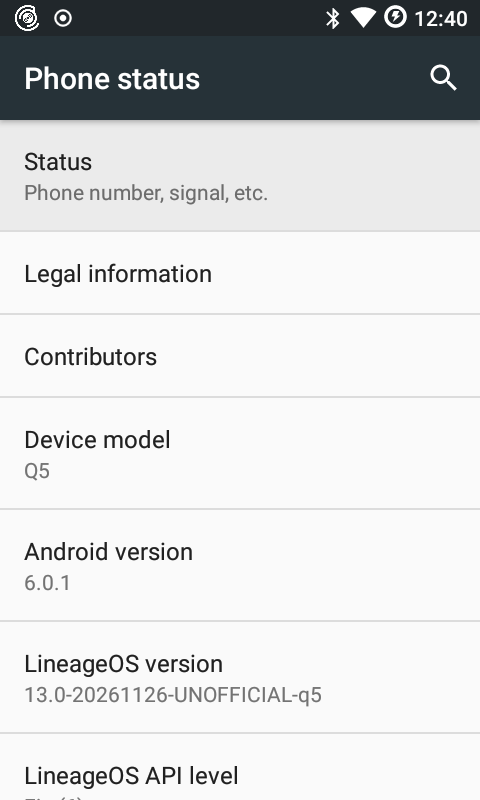 12:40
Phone status
Status
Phone number, signal, etc.
Legal information
Contributors
Device model
Q5
Android version
6.0.1
LineageOS version
13.0-20261126-UNOFFICIAL-q5
LineageOS API level